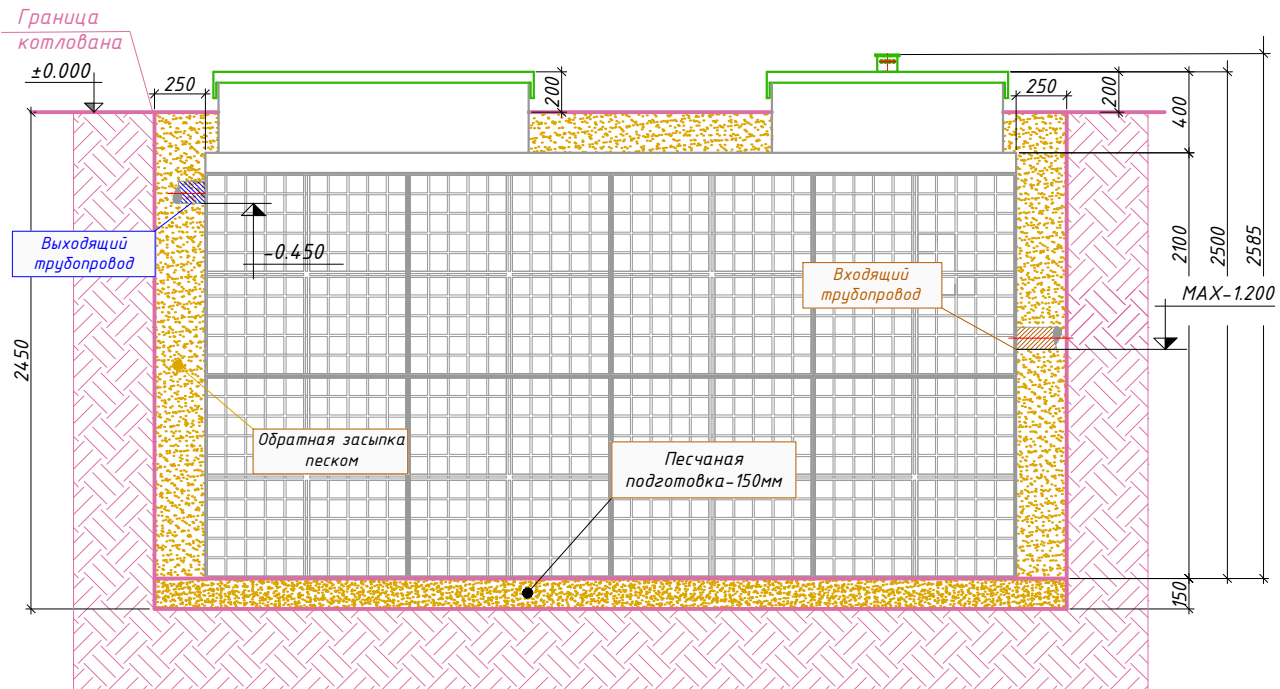 Граница
котлована
±0.000
250
200
250
200
400
Выходящий
трубопровод
-0.450
Входящий
трубопровод
2100
2500
2585
MAX-1.200
2450
Обратная засыпка
песком
Песчаная
подготовка-150мм
150